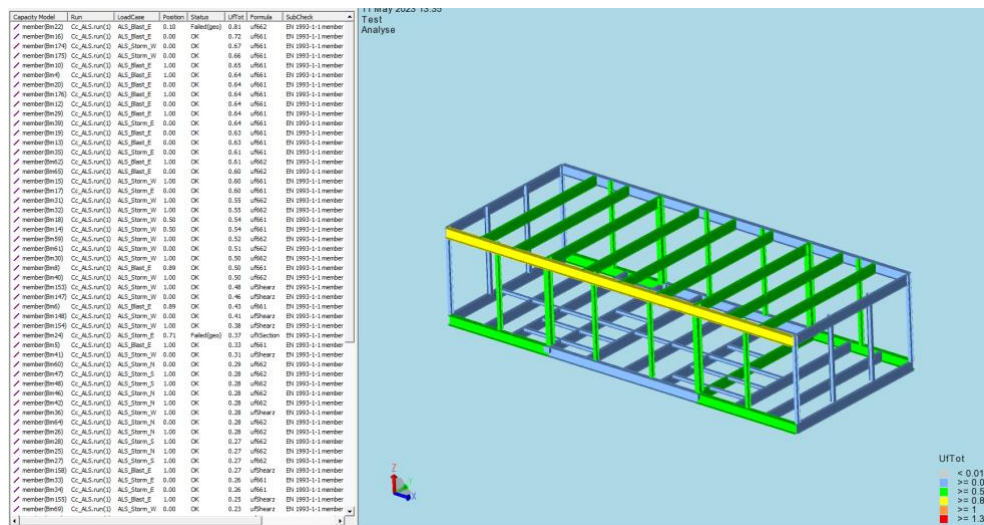 Capacity Model Run LoadCase Position Status UfTot Formula SubCheck
member(Bm22) Cc_ALS.run(1) ALS_Blast_E 0.10 Failed(geo) 0.81 uf662 EN 1993-1-1 member
member(Bm16) Cc_ALS.run(1) ALS_Blast_E 0.00 OK 0.72 uf661 EN 1993-1-1 member
member(Bm174) Cc_ALS.run(1) ALS_Storm_W 0.00 OK 0.67 uf661 EN 1993-1-1 member
member(Bm175) Cc_ALS.run(1) ALS_Storm_W 0.00 OK 0.66 uf661 EN 1993-1-1 member
member(Bm10) Cc_ALS.run(1) ALS_Blast_E 1.00 OK 0.65 uf661 EN 1993-1-1 member
member(Bm4) Cc_ALS.run(1) ALS_Blast_E 1.00 OK 0.64 uf661 EN 1993-1-1 member
member(Bm20) Cc_ALS.run(1) ALS_Blast_E 0.00 OK 0.64 uf661 EN 1993-1-1 member
member(Bm176) Cc_ALS.run(1) ALS_Storm_W 1.00 OK 0.64 uf661 EN 1993-1-1 member
member(Bm12) Cc_ALS.run(1) ALS_Blast_E 0.00 OK 0.64 uf661 EN 1993-1-1 member
member(Bm29) Cc_ALS.run(1) ALS_Blast_E 1.00 OK 0.64 uf661 EN 1993-1-1 member
member(Bm39) Cc_ALS.run(1) ALS_Storm_E 0.00 OK 0.64 uf661 EN 1993-1-1 member
member(Bm19) Cc_ALS.run(1) ALS_Blast_E 0.00 OK 0.63 uf661 EN 1993-1-1 member
member(Bm13) Cc_ALS.run(1) ALS_Blast_E 0.00 OK 0.63 uf661 EN 1993-1-1 member
member(Bm35) Cc_ALS.run(1) ALS_Storm_E 0.00 OK 0.61 uf661 EN 1993-1-1 member
member(Bm62) Cc_ALS.run(1) ALS_Blast_E 1.00 OK 0.61 uf662 EN 1993-1-1 member
member(Bm65) Cc_ALS.run(1) ALS_Blast_E 0.00 OK 0.60 uf662 EN 1993-1-1 member
member(Bm15) Cc_ALS.run(1) ALS_Storm_W 1.00 OK 0.60 uf661 EN 1993-1-1 member
member(Bm17) Cc_ALS.run(1) ALS_Storm_E 0.00 OK 0.60 uf661 EN 1993-1-1 member
member(Bm31) Cc_ALS.run(1) ALS_Storm_W 0.00 OK 0.55 uf662 EN 1993-1-1 member
member(Bm32) Cc_ALS.run(1) ALS_Storm_W 1.00 OK 0.55 uf662 EN 1993-1-1 member
member(Bm18) Cc_ALS.run(1) ALS_Storm_W 0.50 OK 0.54 uf661 EN 1993-1-1 member
member(Bm14) Cc_ALS.run(1) ALS_Storm_W 0.50 OK 0.54 uf661 EN 1993-1-1 member
member(Bm59) Cc_ALS.run(1) ALS_Storm_W 1.00 OK 0.52 uf662 EN 1993-1-1 member
member(Bm61) Cc_ALS.run(1) ALS_Storm_W 0.00 OK 0.51 uf662 EN 1993-1-1 member
member(Bm30) Cc_ALS.run(1) ALS_Storm_W 1.00 OK 0.50 uf662 EN 1993-1-1 member
member(Bm8) Cc_ALS.run(1) ALS_Blast_E 0.89 OK 0.50 uf661 EN 1993-1-1 member
member(Bm40) Cc_ALS.run(1) ALS_Storm_W 1.00 OK 0.50 uf662 EN 1993-1-1 member
member(Bm153) Cc_ALS.run(1) ALS_Storm_W 1.00 OK 0.48 ufShearz EN 1993-1-1 member
member(Bm147) Cc_ALS.run(1) ALS_Storm_W 0.00 OK 0.46 ufShearz EN 1993-1-1 member
member(Bm6) Cc_ALS.run(1) ALS_Blast_E 0.89 OK 0.43 uf661 EN 1993-1-1 member
member(Bm148) Cc_ALS.run(1) ALS_Storm_W 0.00 OK 0.41 ufShearz EN 1993-1-1 member
member(Bm154) Cc_ALS.run(1) ALS_Storm_W 1.00 OK 0.38 ufShearz EN 1993-1-1 member
member(Bm24) Cc_ALS.run(1) ALS_Storm_E 0.71 Failed(geo) 0.37 ufXSection EN 1993-1-1 member
member(Bm5) Cc_ALS.run(1) ALS_Blast_E 1.00 OK 0.33 uf661 EN 1993-1-1 member
member(Bm41) Cc_ALS.run(1) ALS_Storm_W 0.00 OK 0.31 ufShearz EN 1993-1-1 member
member(Bm60) Cc_ALS.run(1) ALS_Storm_N 0.00 OK 0.29 uf662 EN 1993-1-1 member
member(Bm47) Cc_ALS.run(1) ALS_Storm_S 1.00 OK 0.28 uf662 EN 1993-1-1 member
member(Bm48) Cc_ALS.run(1) ALS_Storm_S 1.00 OK 0.28 uf662 EN 1993-1-1 member
member(Bm46) Cc_ALS.run(1) ALS_Storm_N 1.00 OK 0.28 uf662 EN 1993-1-1 member
member(Bm42) Cc_ALS.run(1) ALS_Storm_N 1.00 OK 0.28 uf662 EN 1993-1-1 member
member(Bm36) Cc_ALS.run(1) ALS_Storm_W 1.00 OK 0.28 ufShearz EN 1993-1-1 member
member(Bm64) Cc_ALS.run(1) ALS_Storm_N 0.00 OK 0.28 uf662 EN 1993-1-1 member
member(Bm26) Cc_ALS.run(1) ALS_Storm_N 1.00 OK 0.28 uf662 EN 1993-1-1 member
member(Bm28) Cc_ALS.run(1) ALS_Storm_S 1.00 OK 0.27 uf662 EN 1993-1-1 member
member(Bm25) Cc_ALS.run(1) ALS_Storm_N 1.00 OK 0.27 uf662 EN 1993-1-1 member
member(Bm27) Cc_ALS.run(1) ALS_Storm_S 1.00 OK 0.27 uf662 EN 1993-1-1 member
member(Bm158) Cc_ALS.run(1) ALS_Blast_E 1.00 OK 0.27 ufShearz EN 1993-1-1 member
member(Bm33) Cc_ALS.run(1) ALS_Storm_E 0.00 OK 0.26 uf661 EN 1993-1-1 member
member(Bm34) Cc_ALS.run(1) ALS_Storm_E 0.00 OK 0.26 uf661 EN 1993-1-1 member
member(Bm155) Cc_ALS.run(1) ALS_Blast_E 1.00 OK 0.25 ufShearz EN 1993-1-1 member
member(Bm69) Cc_ALS.run(1) ALS_Storm_W 0.00 OK 0.23 ufShearz EN 1993-1-1 member
11 May 2023 13:35
Test
Analyse
Z
Y
X
UfTot
< 0.01
>= 0.0
>= 0.5
>= 0.8
>= 1
>= 1.3